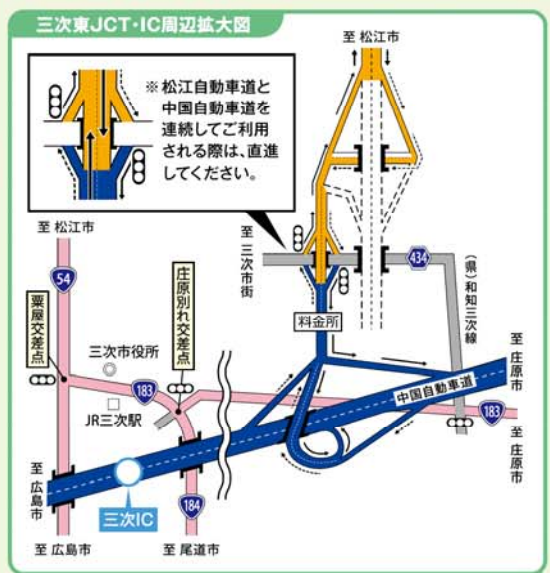 三次東JCT・IC周辺拡大図
至 松江市
※ 松江自動車道と
中国自動車道を
連続してご利用
される際は、直進
してください。
至 松江市
至 三次市街
434
(県)和知三次線
54
粟屋交差点
庄原別れ交差点
料金所
至 庄原市
三次市役所
183
JR三次駅
中国自動車道
183
至 庄原市
至 広島市
三次IC
184
至 広島市
至 尾道市